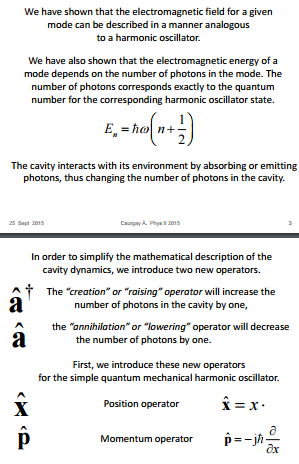 We have shown that the electromagnetic field for a given
mode can be described in a manner analogous
to a harmonic oscillator.
We have also shown that the electromagnetic energy of a
mode depends on the number of photons in the mode. The
number of photons corresponds exactly to the quantum
number for the corresponding harmonic oscillator state.
Eₙ = ħω(n + 1/2)
The cavity interacts with its environment by absorbing or emitting
photons, thus changing the number of photons in the cavity.
25 Sept 2015 Csurgay Á. Phys II 2015 3
In order to simplify the mathematical description of the
cavity dynamics, we introduce two new operators.
â† The “creation” or “raising” operator will increase the
number of photons in the cavity by one,
â the “annihilation” or “lowering” operator will decrease
the number of photons by one.
First, we introduce these new operators
for the simple quantum mechanical harmonic oscillator.
x̂ Position operator x̂ = x ·
p̂ Momentum operator p̂ = −jħ ∂/∂x